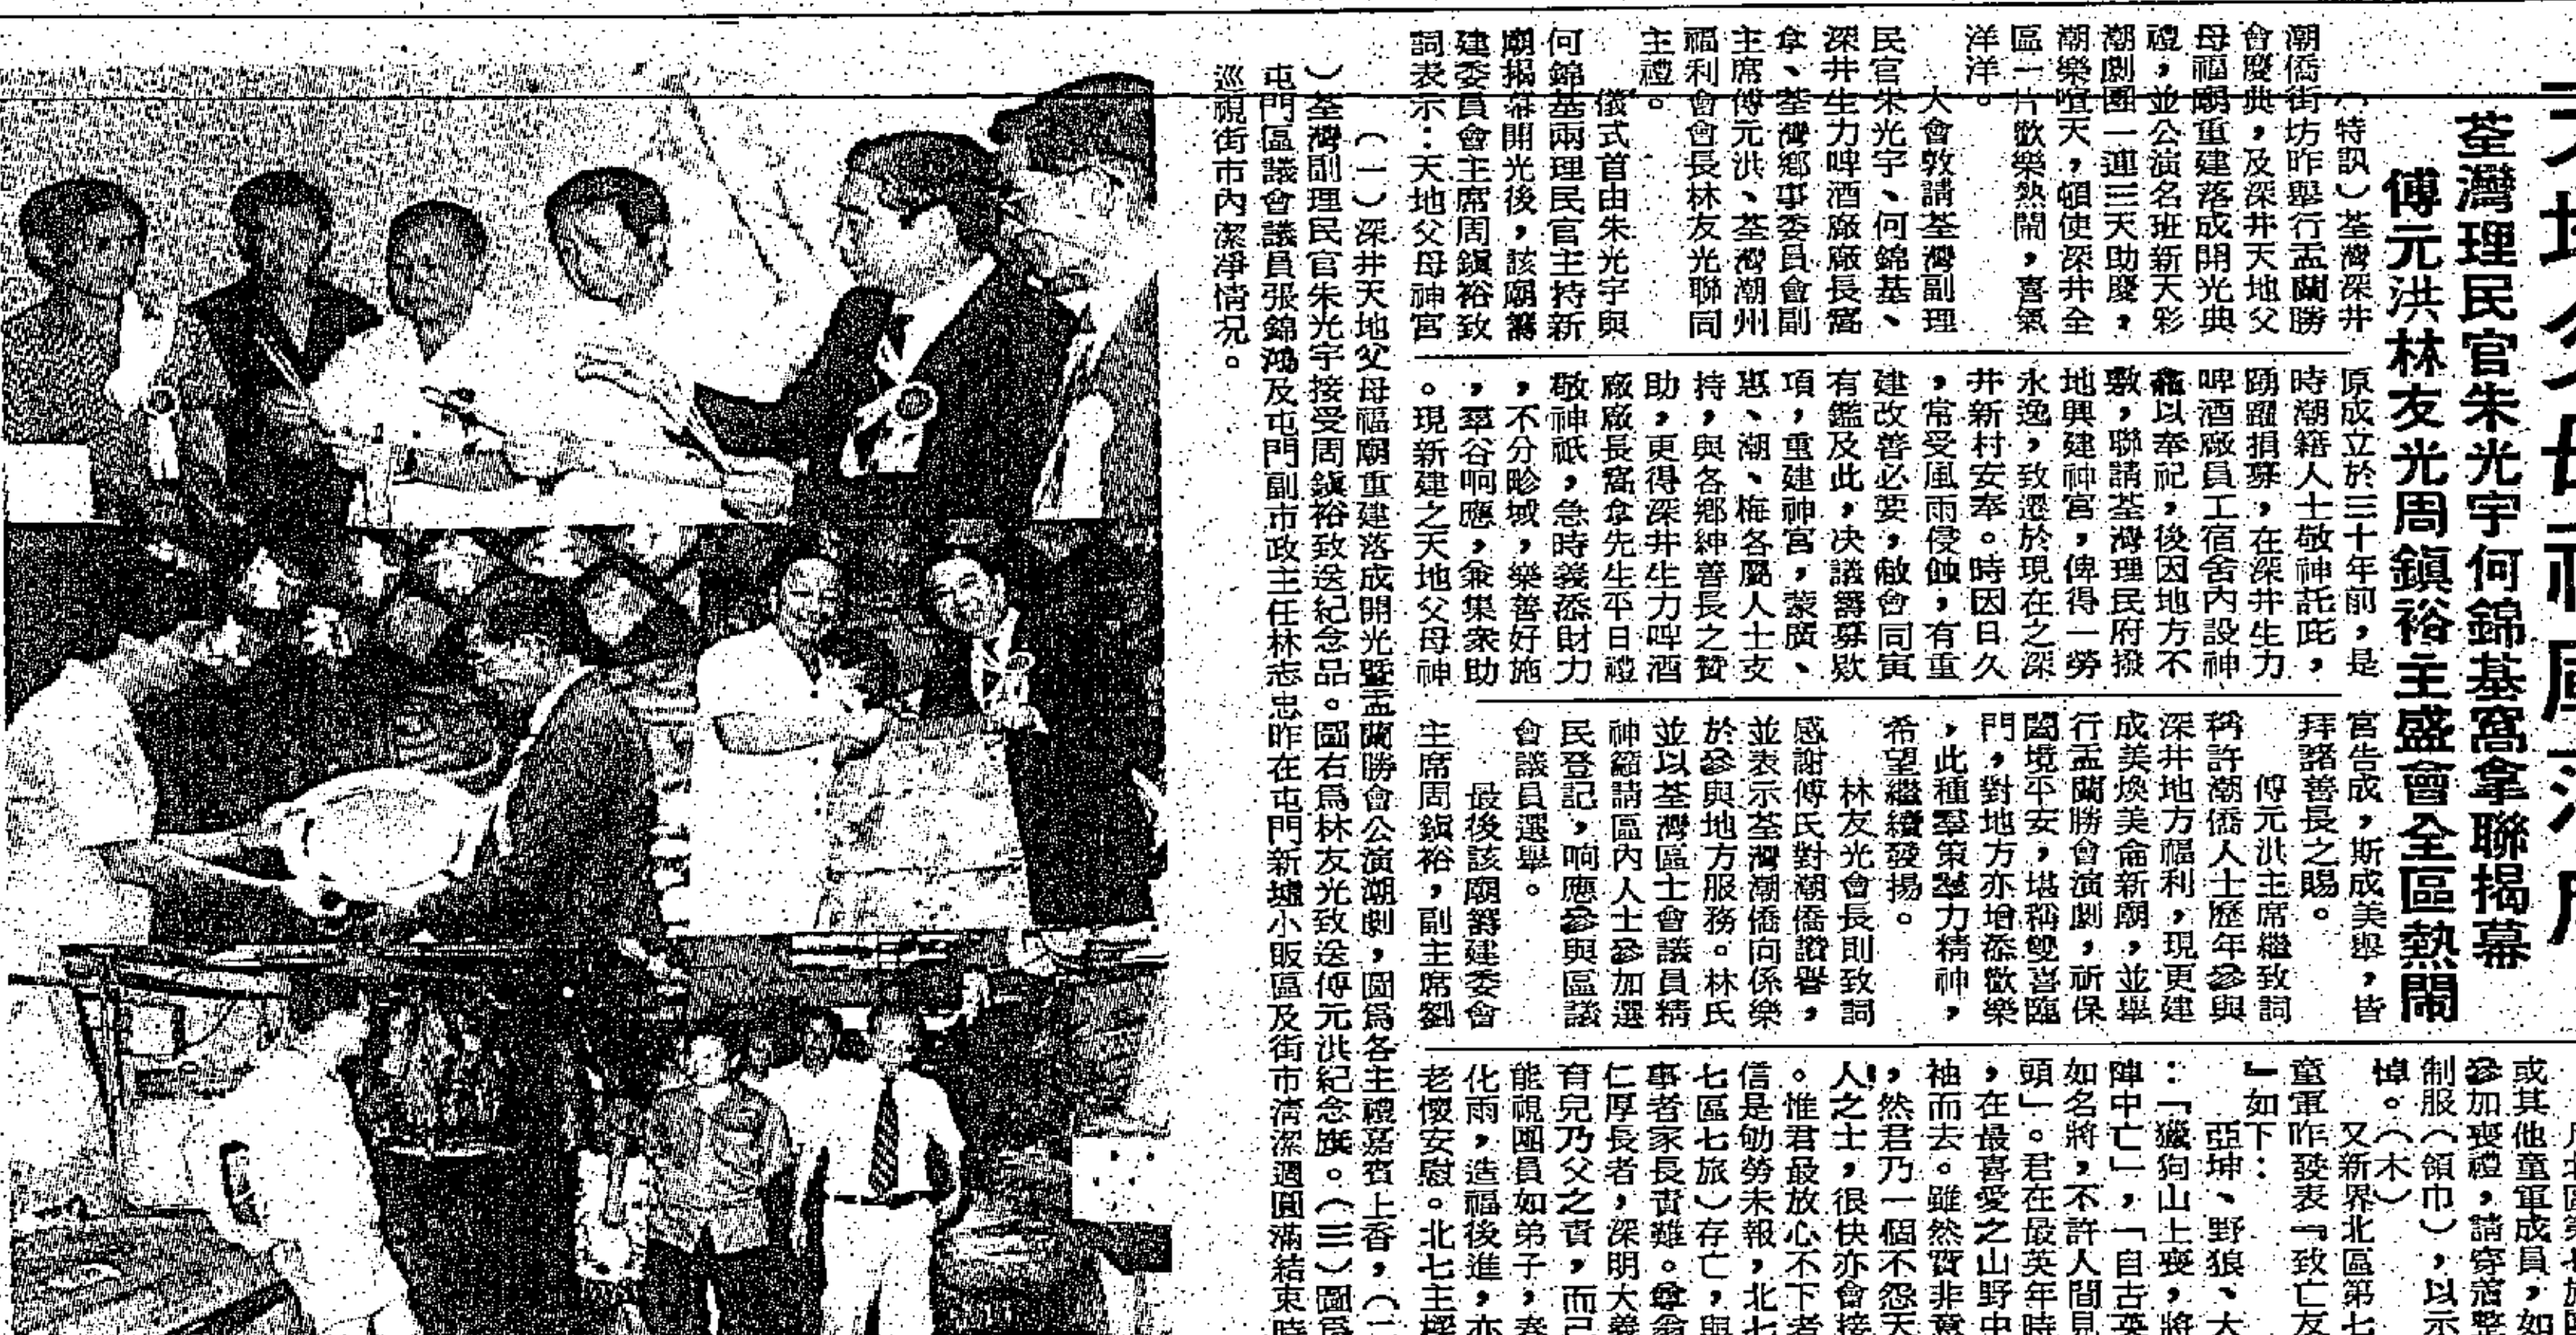 荃灣理民官朱光宇何錦基窩拿聯揭幕
傅元洪林友光周鎮裕主盛會全區熱鬧
（特訊）荃灣深井
潮僑街坊昨舉行盂蘭勝
會慶典，及深井天地父
母福廟重建落成開光典
禮，並公演名班新天彩
潮劇團一連三天助慶，
潮樂喧天，頓使深井全
區一片歡樂熱鬧，喜氣
洋洋。
大會敦請荃灣副理
民官朱光宇、何錦基、
深井生力啤酒廠廠長窩
拿、荃灣鄉事委員會副
主席傅元洪、荃灣潮州
福利會會長林友光聯同
主禮。
儀式首由朱光宇與
何錦基兩理民官主持新
廟揭幕開光後，該廟籌
建委員會主席周鎮裕致
詞表示：天地父母神宮
原成立於三十年前，是
時潮籍人士敬神託庇，
踴躍捐募，在深井生力
啤酒廠員工宿舍內設神
龕以奉祀，後因地方不
敷，聯請荃灣理民府撥
地興建神宮，俾得一勞
永逸，致遷於現在之深
井新村安奉。時因日久
，常受風雨侵蝕，有重
建改善必要，敝會同寅
有鑑及此，決議籌募欵
項，重建神宮，蒙廣、
惠、潮、梅各屬人士支
持，與各鄉紳善長之贊
助，更得深井生力啤酒
廠廠長窩拿先生平日禮
敬神祇，急時義忝財力
，不分畛域，樂善好施
，羣谷响應，衆集衆助
。現新建之天地父母神
宮告成，斯成美舉，皆
拜諸善長之賜。
傅元洪主席繼致詞
稱許潮僑人士歷年參與
深井地方福利，現更建
成美煥美侖新廟，並舉
行盂蘭勝會演劇，祈保
闔境平安，堪稱雙喜臨
門，對地方亦增添歡樂
，此種羣策羣力精神，
希望繼續發揚。
林友光會長則致詞
感謝傅氏對潮僑讚譽，
並表示荃灣潮僑向係樂
於參與地方服務。林氏
並以荃灣區士會議員精
神籲請區內人士參加選
民登記，响應參與區議
會議員選舉。
最後該廟籌建委會
主席周鎮裕，副主席劉
（一）深井天地父母福廟重建落成開光暨盂蘭勝會公演潮劇，圖爲各主禮嘉賓上香，（二
）荃灣副理民官朱光宇接受周鎮裕致送紀念品。圖右爲林友光致送傅元洪紀念旗。（三）圖爲
屯門區議會議員張錦鴻及屯門副市政主任林志忠昨在屯門新墟小販區及街市清潔週圓滿結束時
巡視街市內潔淨情况。
或其他童軍成員，如
參加喪禮，請穿着整
制服（領巾），以示
悼。（木）
又新界北區第七
童軍昨發表「致亡友
』如下：
亞坤、野狼、大
：「獵狗山上喪，將
陣中亡」，「自古英
如名將，不許人間見
頭」。君在最英年時
，在最喜愛之山野中
袖而去。雖然實非意
，然君乃一個不怨天
人之士，很快亦會接
。惟君最放心不下者
信是劬勞未報，北七
七區七旅）存亡，與
事者家長責難。尊翁
仁厚長者，深明大義
育兒乃父之責，而己
能視團員如弟子，春
化雨，造福後進，亦
老懷安慰。北七主檡